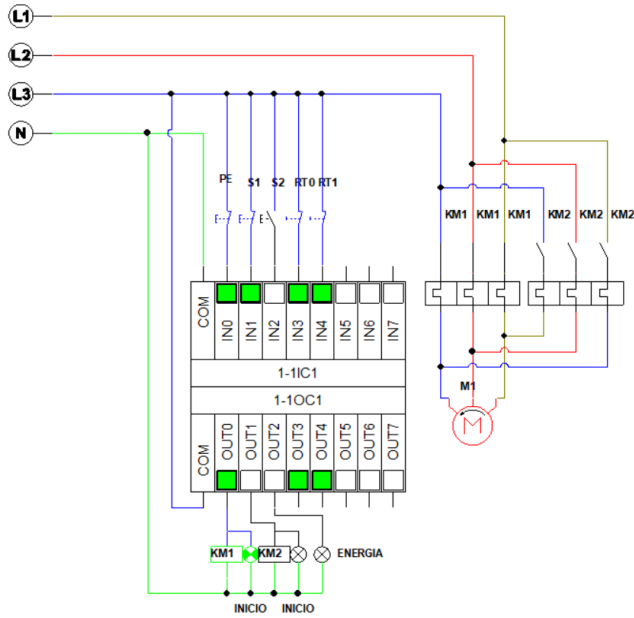 L1
L2
L3
N
PE S1 S2 RT0 RT1
KM1 KM1 KM1 KM2 KM2 KM2
COM IN0 IN1 IN2 IN3 IN4 IN5 IN6 IN7
1-1IC1
1-1OC1
COM OUT0 OUT1 OUT2 OUT3 OUT4 OUT5 OUT6 OUT7
M1
M
KM1 KM2 ENERGIA
INICIO INICIO